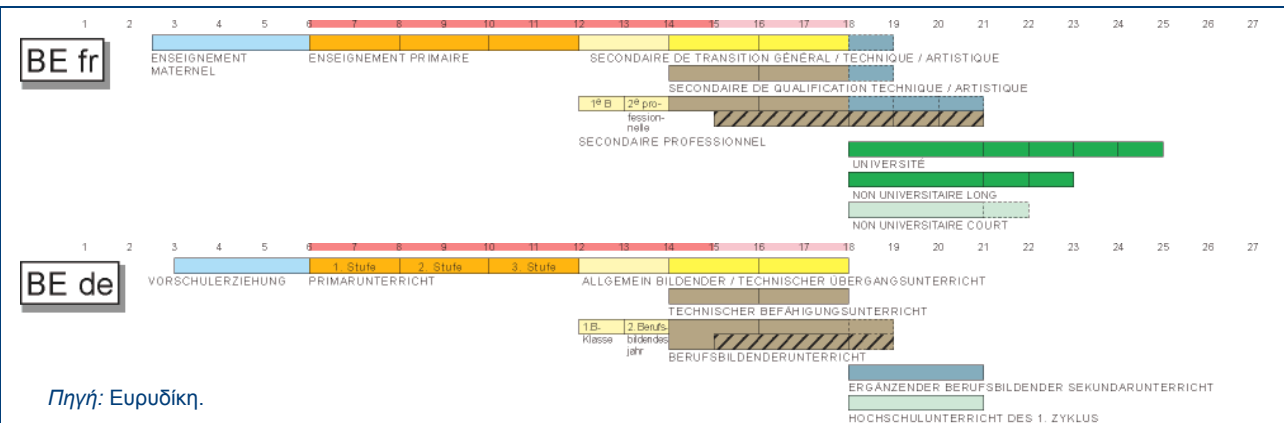 1 2 3 4 5 6 7 8 9 10 11 12 13 14 15 16 17 18 19 20 21 22 23 24 25 26 27
BE fr
ENSEIGNEMENT MATERNEL
ENSEIGNEMENT PRIMAIRE
SECONDAIRE DE TRANSITION GÉNÉRAL / TECHNIQUE / ARTISTIQUE
SECONDAIRE DE QUALIFICATION TECHNIQUE / ARTISTIQUE
1e B
2e pro-
fession-
nelle
SECONDAIRE PROFESSIONNEL
UNIVERSITÉ
NON UNIVERSITAIRE LONG
NON UNIVERSITAIRE COURT
1 2 3 4 5 6 7 8 9 10 11 12 13 14 15 16 17 18 19 20 21 22 23 24 25 26 27
BE de
1. Stufe 2. Stufe 3. Stufe
VORSCHULERZIEHUNG
PRIMARUNTERRICHT
ALLGEMEIN BILDENDER / TECHNISCHER ÜBERGANGSUNTERRICHT
TECHNISCHER BEFÄHIGUNGSUNTERRICHT
1.B-
Klasse
2. Berufs-
bildendes
jahr
BERUFSBILDENDERUNTERRICHT
ERGÄNZENDER BERUFSBILDENDER SEKUNDARUNTERRICHT
HOCHSCHULUNTERRICHT DES 1. ZYKLUS
Πηγή: Ευρυδίκη.